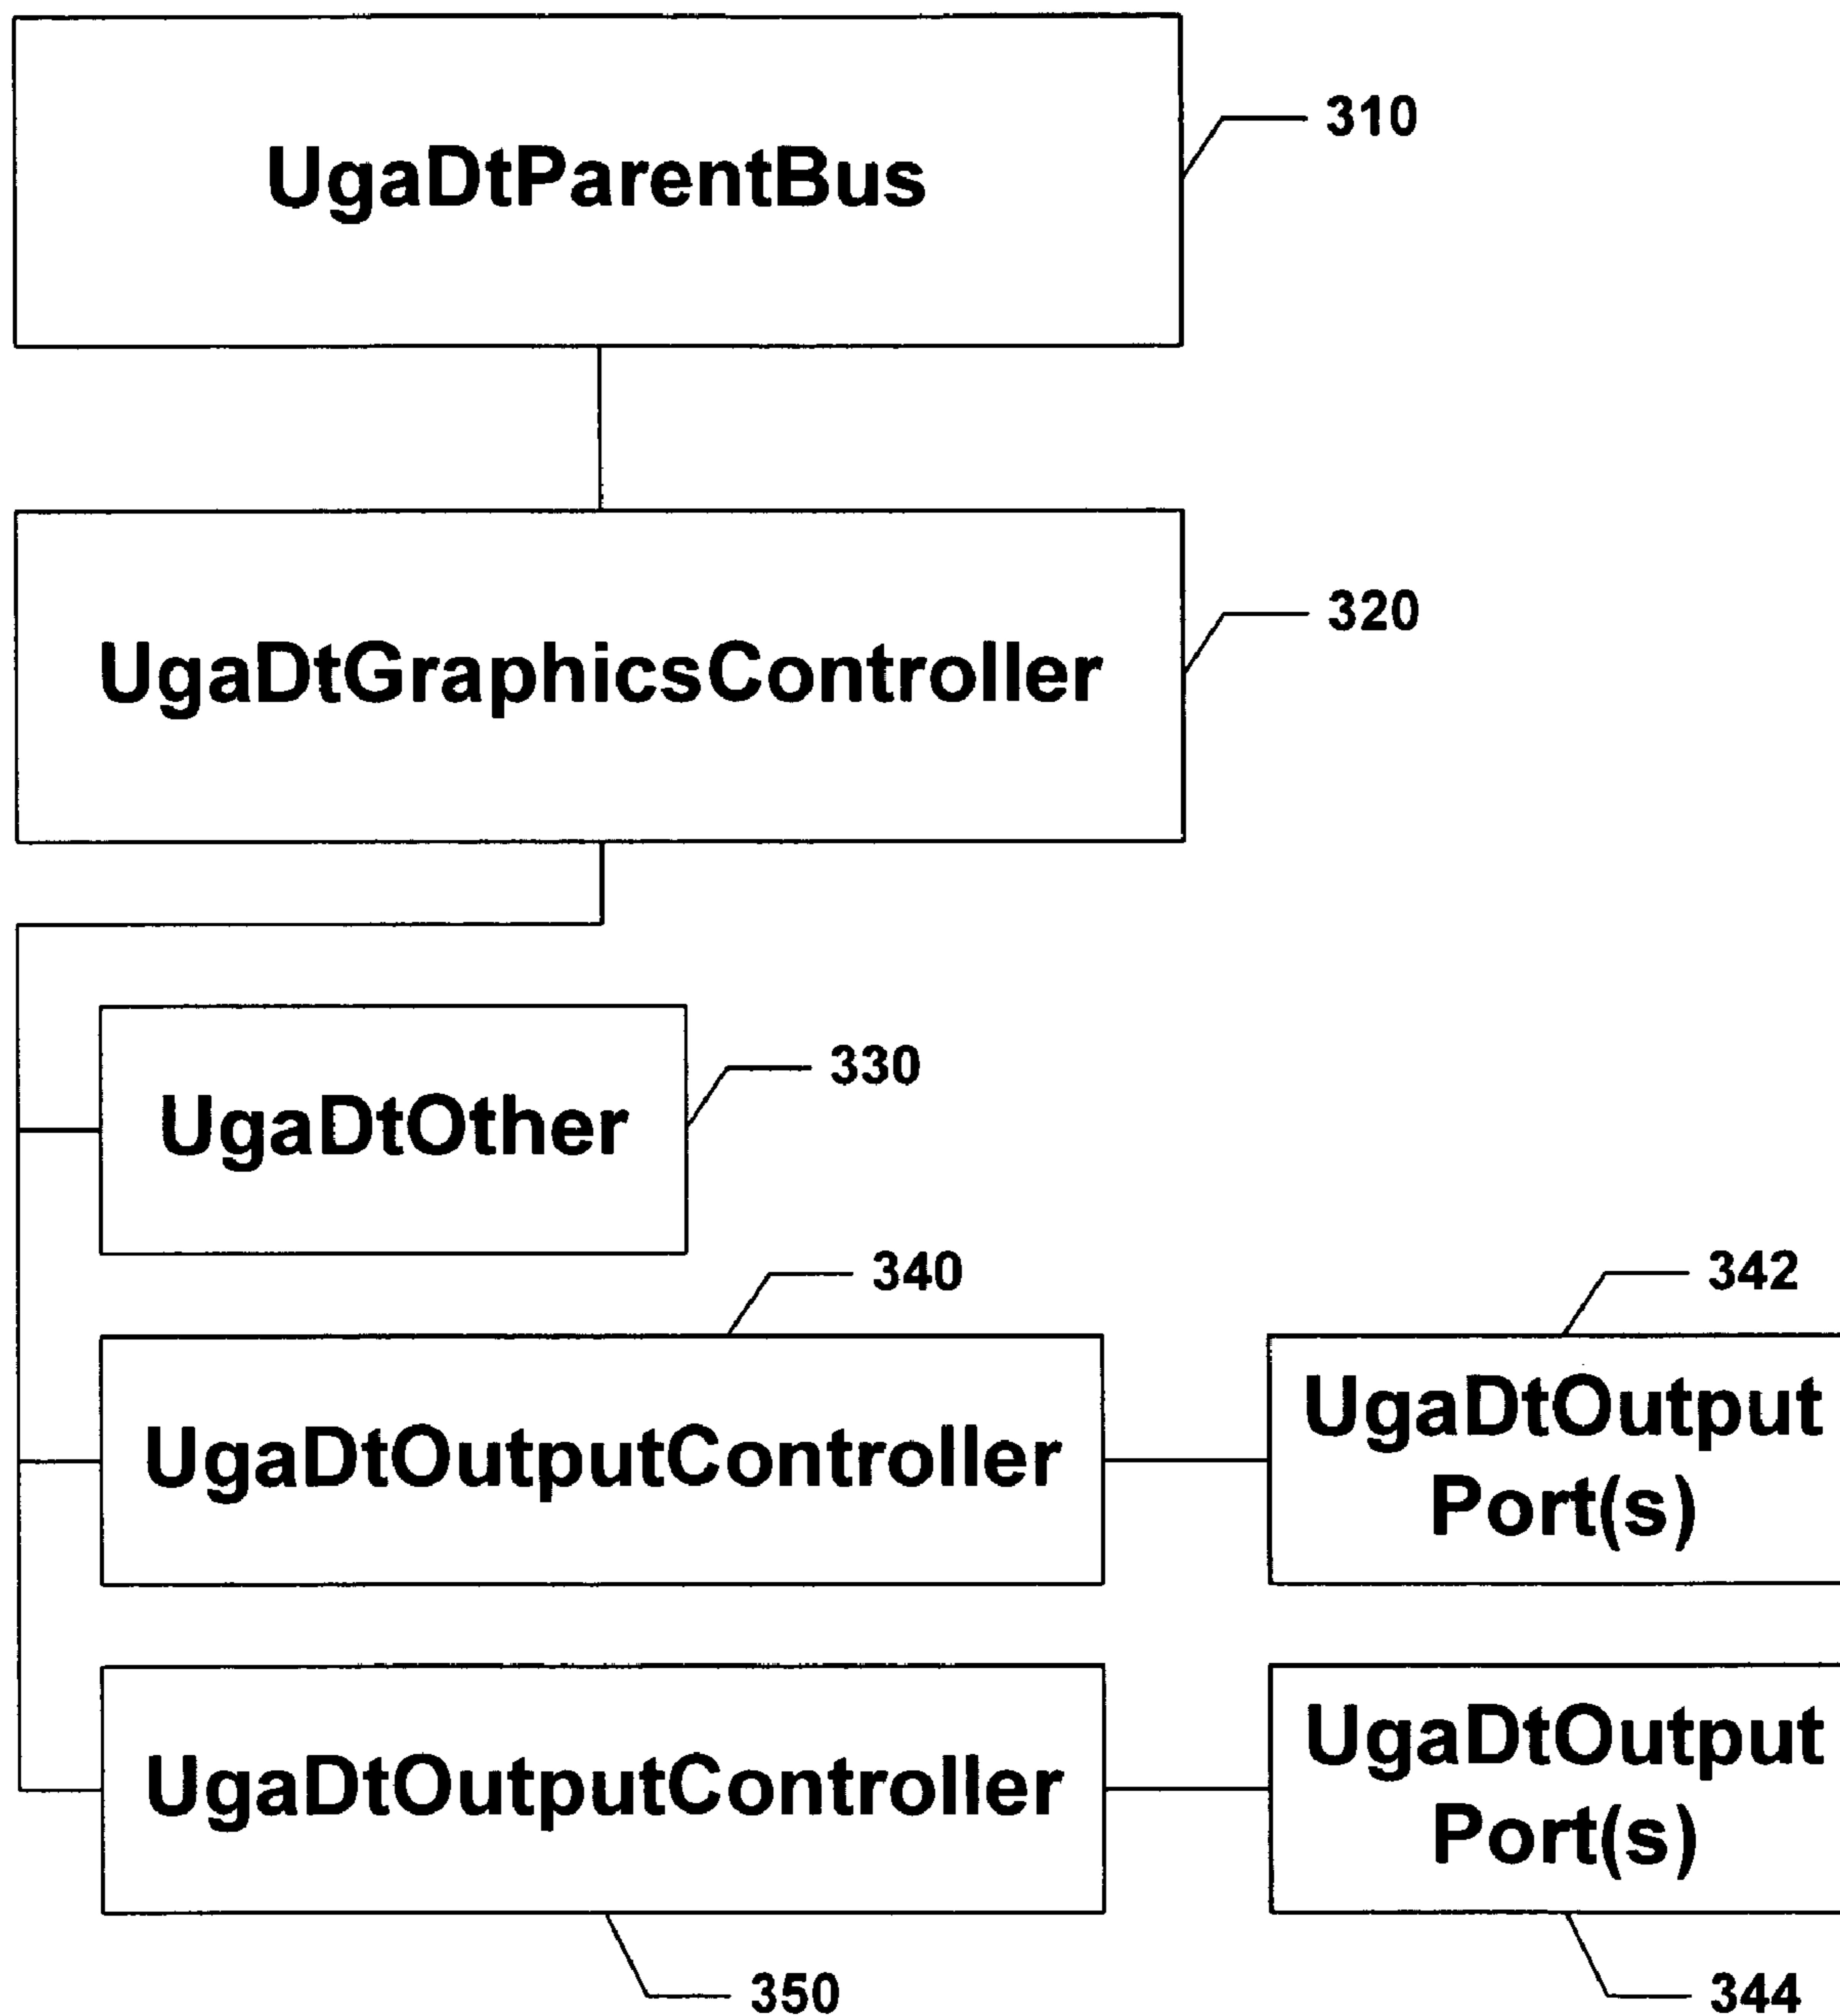 UgaDtParentBus
310
UgaDtGraphicsController
320
UgaDtOther
330
340
342
UgaDtOutputController
UgaDtOutput
Port(s)
UgaDtOutputController
UgaDtOutput
Port(s)
350
344